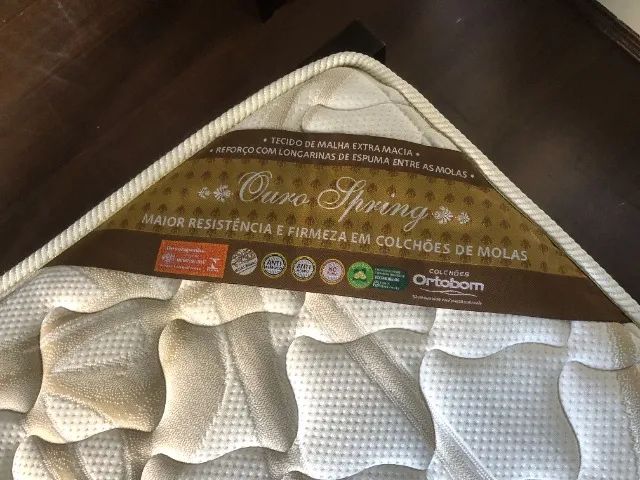 • TECIDO DE MALHA EXTRA MACIA •
• REFORÇO COM LONGARINAS DE ESPUMA ENTRE AS MOLAS •
Ouro Spring
MAIOR RESISTÊNCIA E FIRMEZA EM COLCHÕES DE MOLAS
COLCHÕES
Ortobom